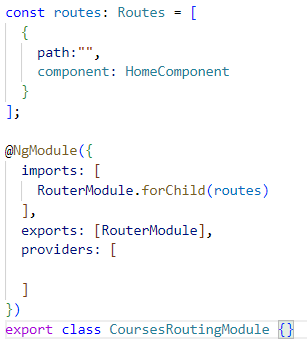 const routes: Routes = [
  {
    path:"",
    component: HomeComponent
  }
];

@NgModule({
  imports: [
    RouterModule.forChild(routes)
  ],
  exports: [RouterModule],
  providers: [

  ]
})
export class CoursesRoutingModule {}